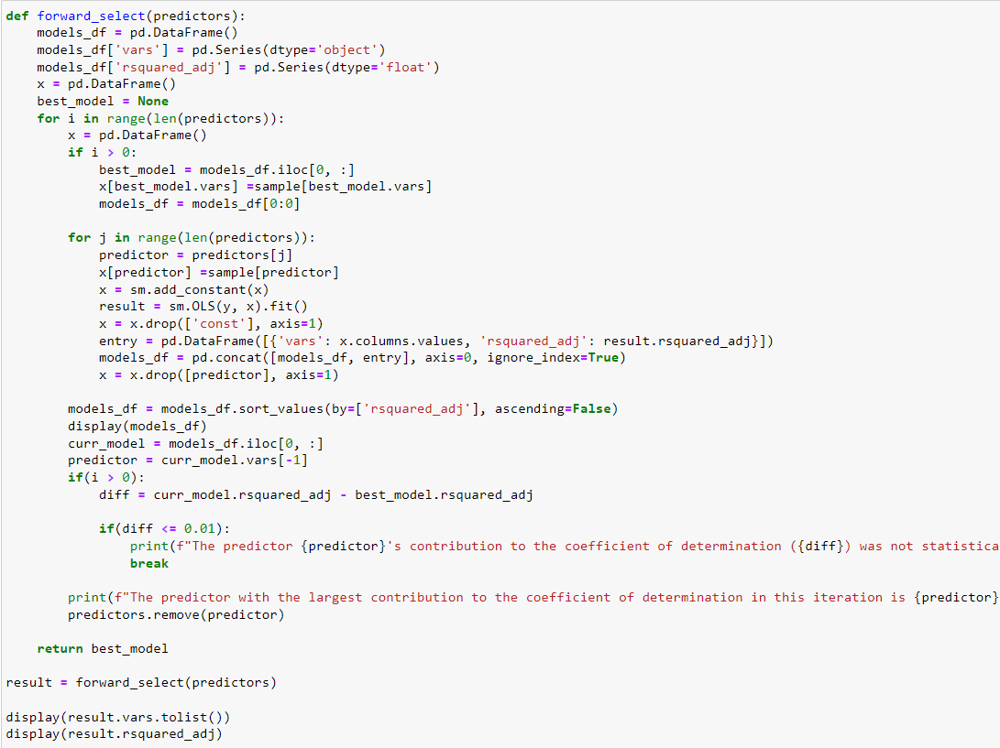 def forward_select(predictors):
    models_df = pd.DataFrame()
    models_df['vars'] = pd.Series(dtype='object')
    models_df['rsquared_adj'] = pd.Series(dtype='float')
    x = pd.DataFrame()
    best_model = None
    for i in range(len(predictors)):
        x = pd.DataFrame()
        if i > 0:
            best_model = models_df.iloc[0, :]
            x[best_model.vars] =sample[best_model.vars]
            models_df = models_df[0:0]

        for j in range(len(predictors)):
            predictor = predictors[j]
            x[predictor] =sample[predictor]
            x = sm.add_constant(x)
            result = sm.OLS(y, x).fit()
            x = x.drop(['const'], axis=1)
            entry = pd.DataFrame([{'vars': x.columns.values, 'rsquared_adj': result.rsquared_adj}])
            models_df = pd.concat([models_df, entry], axis=0, ignore_index=True)
            x = x.drop([predictor], axis=1)

        models_df = models_df.sort_values(by=['rsquared_adj'], ascending=False)
        display(models_df)
        curr_model = models_df.iloc[0, :]
        predictor = curr_model.vars[-1]
        if(i > 0):
            diff = curr_model.rsquared_adj - best_model.rsquared_adj

            if(diff <= 0.01):
                print(f"The predictor {predictor}'s contribution to the coefficient of determination ({diff}) was not statistica
                break

        print(f"The predictor with the largest contribution to the coefficient of determination in this iteration is {predictor}
        predictors.remove(predictor)

    return best_model

result = forward_select(predictors)

display(result.vars.tolist())
display(result.rsquared_adj)